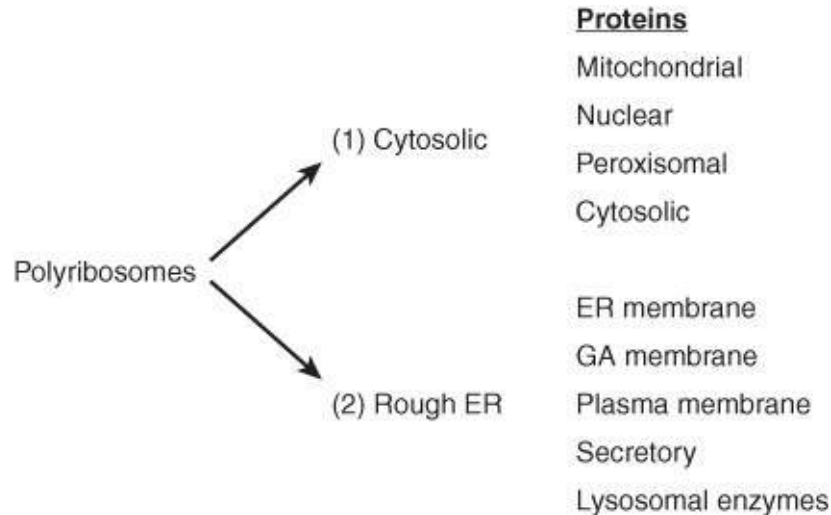 Proteins
Mitochondrial
Nuclear
(1) Cytosolic
Peroxisomal
Cytosolic
Polyribosomes
ER membrane
GA membrane
(2) Rough ER
Plasma membrane
Secretory
Lysosomal enzymes